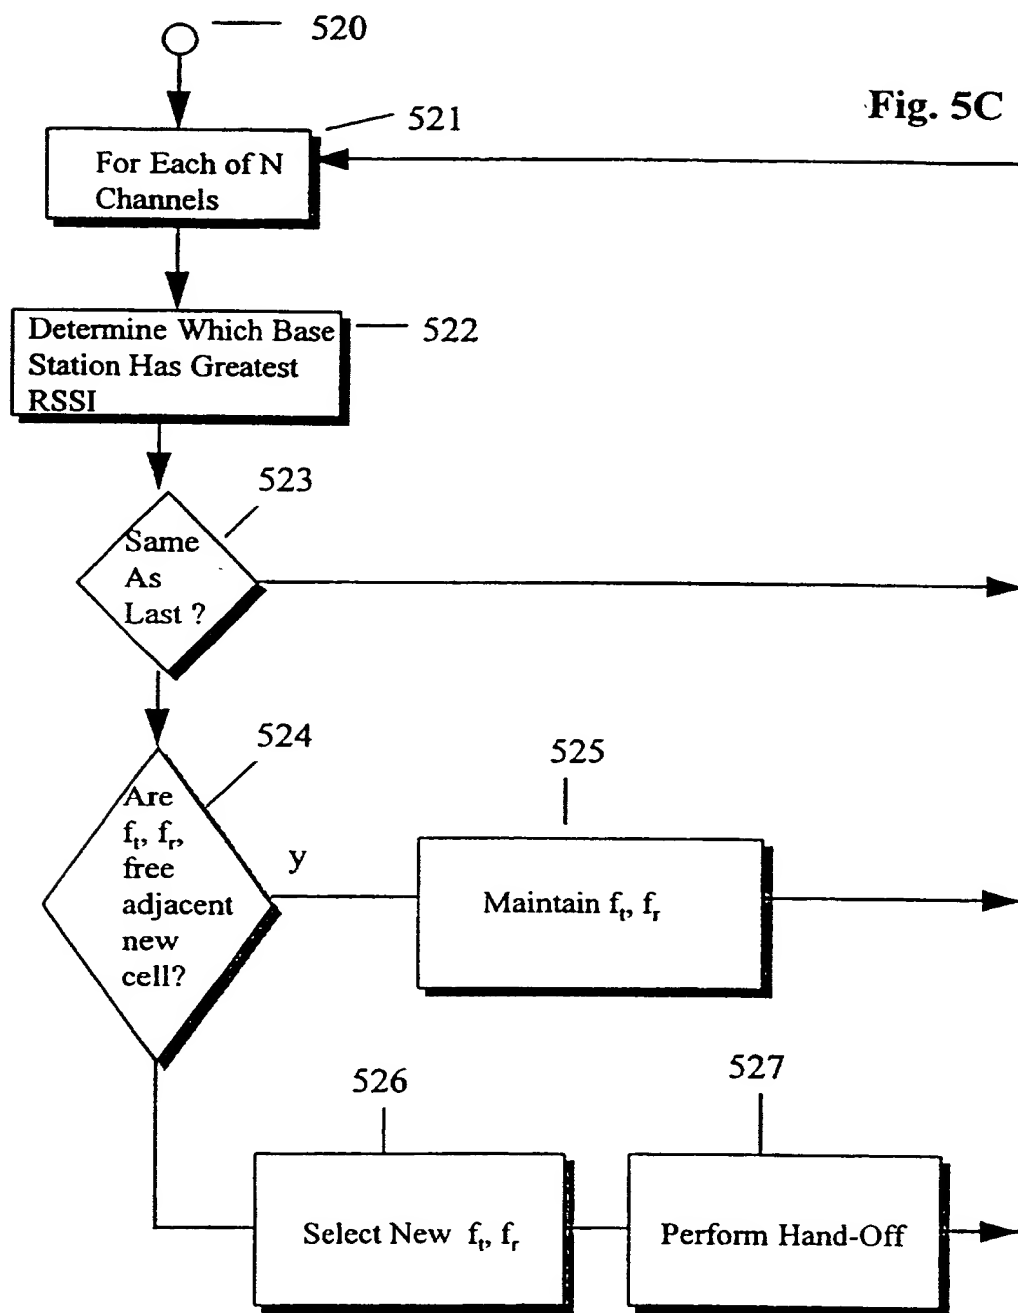 520
Fig. 5C
521
For Each of N
Channels
Determine Which Base
Station Has Greatest
RSSI
522
523
Same
As
Last ?
524
Are
fₜ, fᵣ,
free
adjacent
new
cell?
y
525
Maintain fₜ, fᵣ
526
Select New fₜ, fᵣ
527
Perform Hand-Off